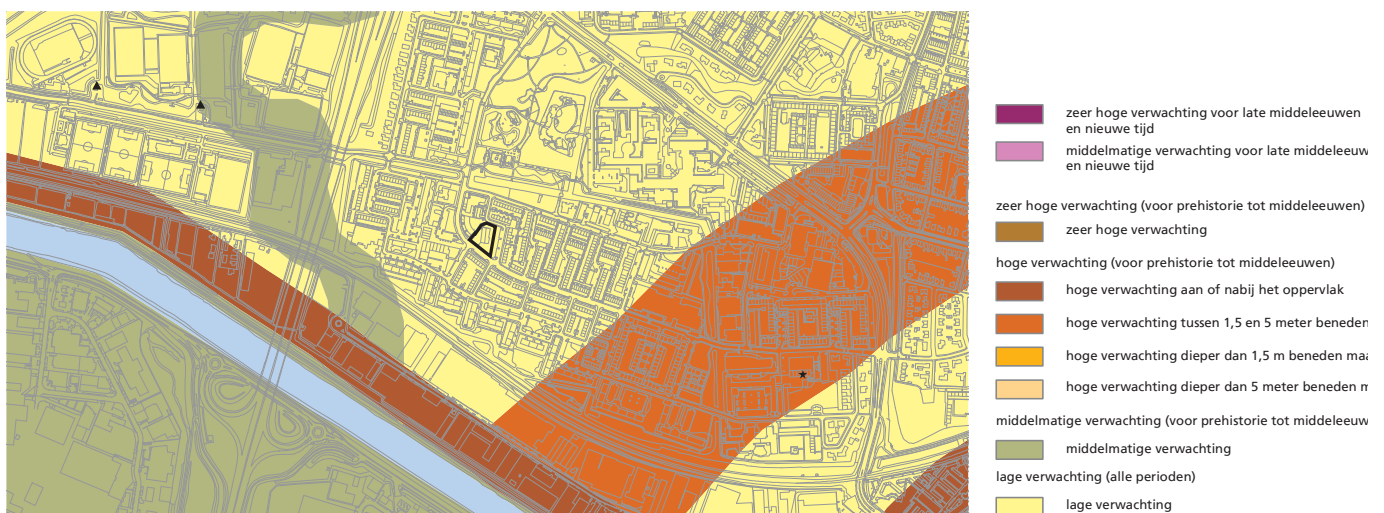 zeer hoge verwachting voor late middeleeuwen
en nieuwe tijd
middelmatige verwachting voor late middeleeuw
en nieuwe tijd
zeer hoge verwachting (voor prehistorie tot middeleeuwen)
zeer hoge verwachting
hoge verwachting (voor prehistorie tot middeleeuwen)
hoge verwachting aan of nabij het oppervlak
hoge verwachting tussen 1,5 en 5 meter beneden
hoge verwachting dieper dan 1,5 m beneden maa
hoge verwachting dieper dan 5 meter beneden m
middelmatige verwachting (voor prehistorie tot middeleeuw
middelmatige verwachting
lage verwachting (alle perioden)
lage verwachting